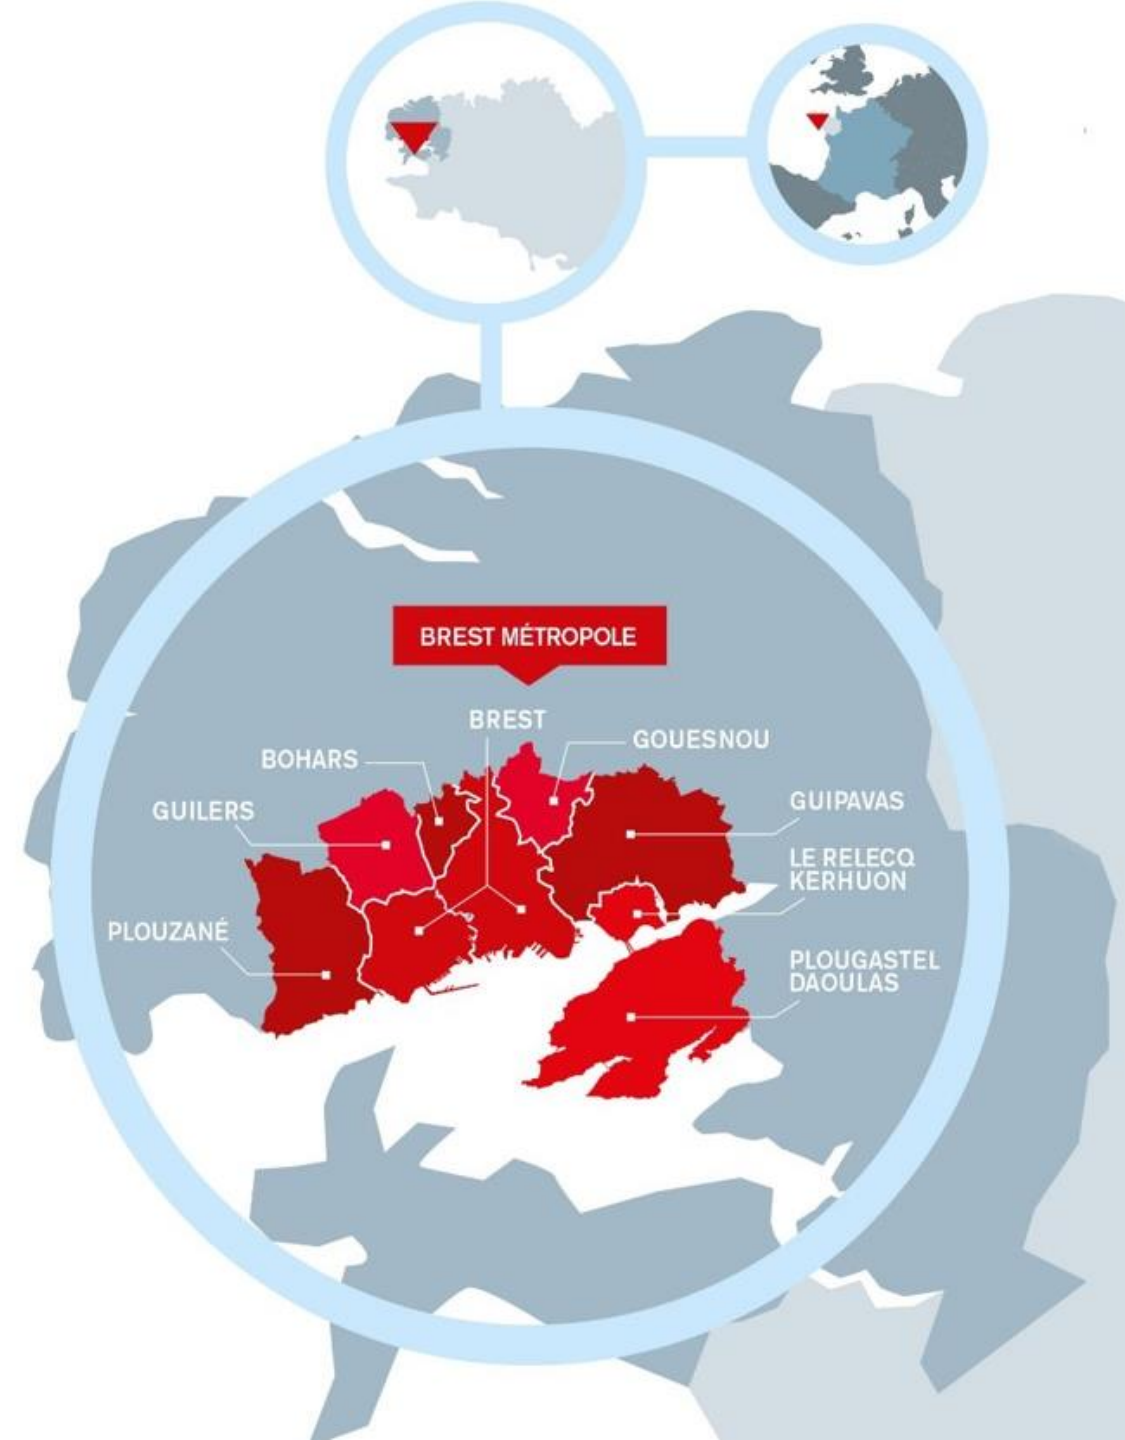 BREST MÉTROPOLE
BREST
GOUESNOU
BOHARS
GUILERS
GUIPAVAS
LE RELECQ
KERHUON
PLOUZANÉ
PLOUGASTEL
DAOULAS